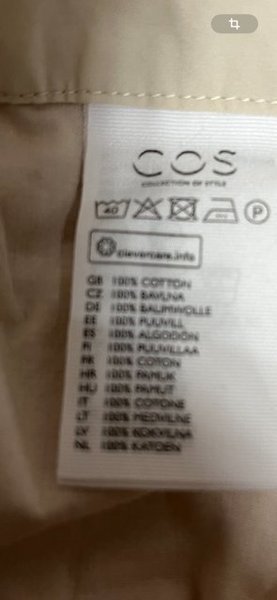 COS
COLLECTION OF STYLE
40
P
clevercare.info
GB 100% COTTON
CZ 100% BAVLNA
DE 100% BAUMWOLLE
EE 100% PUUVILL
ES 100% ALGODÓN
FI 100% PUUVILLAA
FR 100% COTON
HR 100% PAMUK
HU 100% PAMUT
IT 100% COTONE
LT 100% MEDVILNĖ
LV 100% KOKVILNA
NL 100% KATOEN